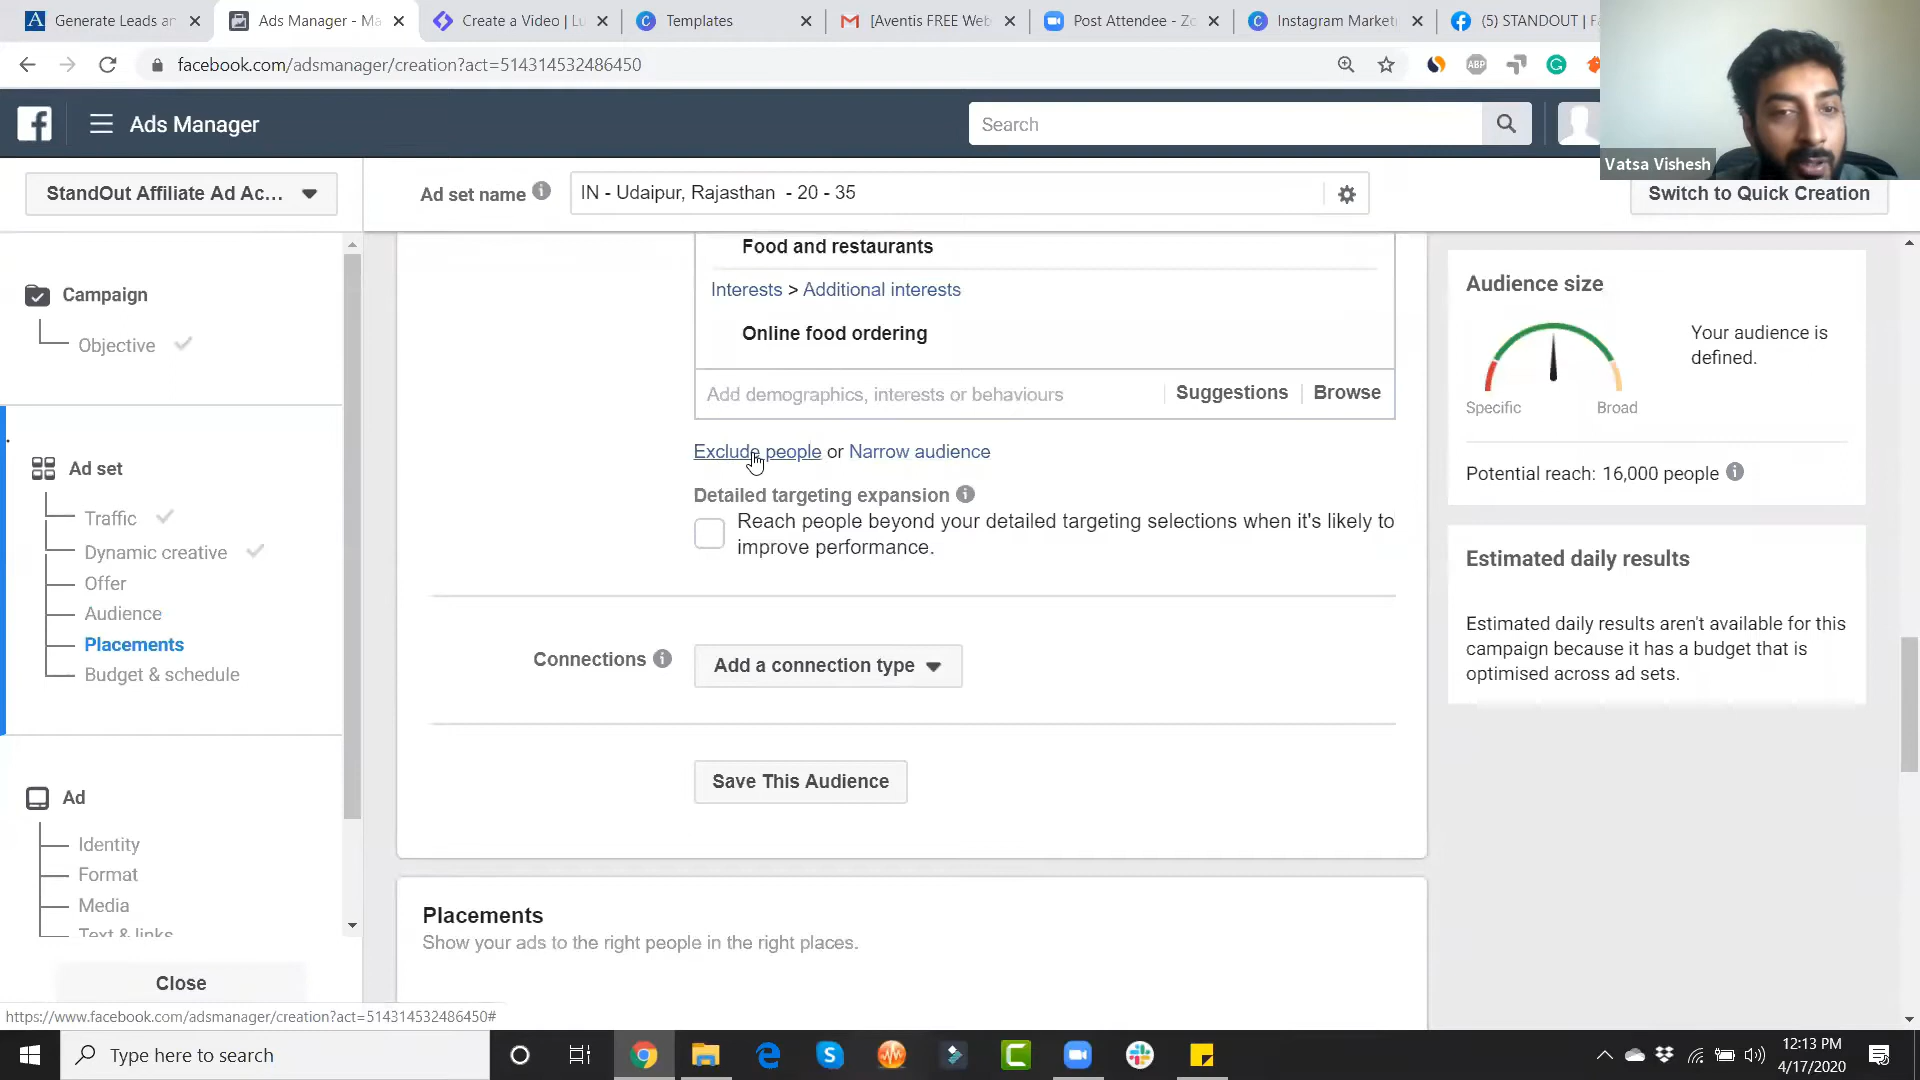 Generate Leads an
Ads Manager - Ma
Create a Video | Lu
Templates
[Aventis FREE Web
Post Attendee - Zo
Instagram Marketi
(5) STANDOUT | Fa
facebook.com/adsmanager/creation?act=514314532486450
ABP
Ads Manager
Search
Vatsa Vishesh
StandOut Affiliate Ad Ac...
Ad set name
IN - Udaipur, Rajasthan - 20 - 35
Switch to Quick Creation
Campaign
Objective
Ad set
Traffic
Dynamic creative
Offer
Audience
Placements
Budget & schedule
Ad
Identity
Format
Media
Text & links
Close
Food and restaurants
Interests > Additional interests
Online food ordering
Add demographics, interests or behaviours
Suggestions
Browse
Exclude people or Narrow audience
Detailed targeting expansion
Reach people beyond your detailed targeting selections when it's likely to
improve performance.
Connections
Add a connection type
Save This Audience
Placements
Show your ads to the right people in the right places.
Audience size
Your audience is
defined.
Specific
Broad
Potential reach: 16,000 people
Estimated daily results
Estimated daily results aren't available for this
campaign because it has a budget that is
optimised across ad sets.
https://www.facebook.com/adsmanager/creation?act=514314532486450#
Type here to search
12:13 PM
4/17/2020